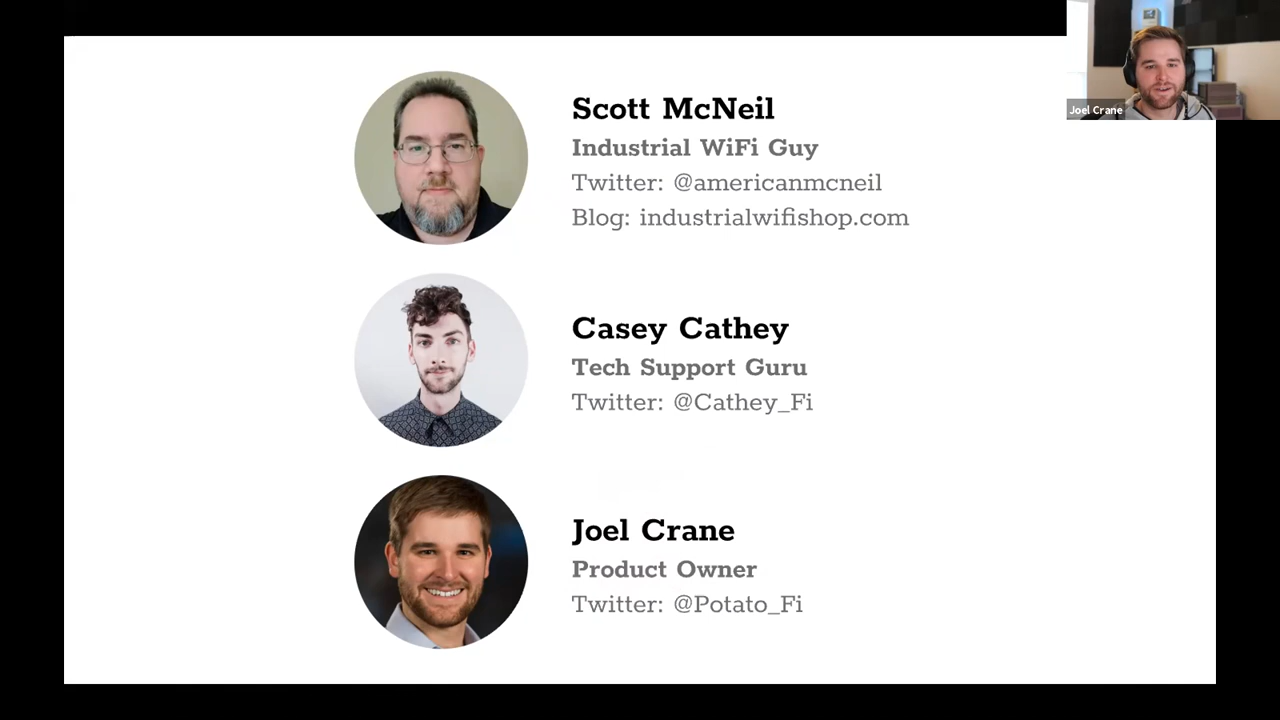 Joel Crane
Scott McNeil
Industrial WiFi Guy
Twitter: @americanmcneil
Blog: industrialwifishop.com
Casey Cathey
Tech Support Guru
Twitter: @Cathey_Fi
Joel Crane
Product Owner
Twitter: @Potato_Fi